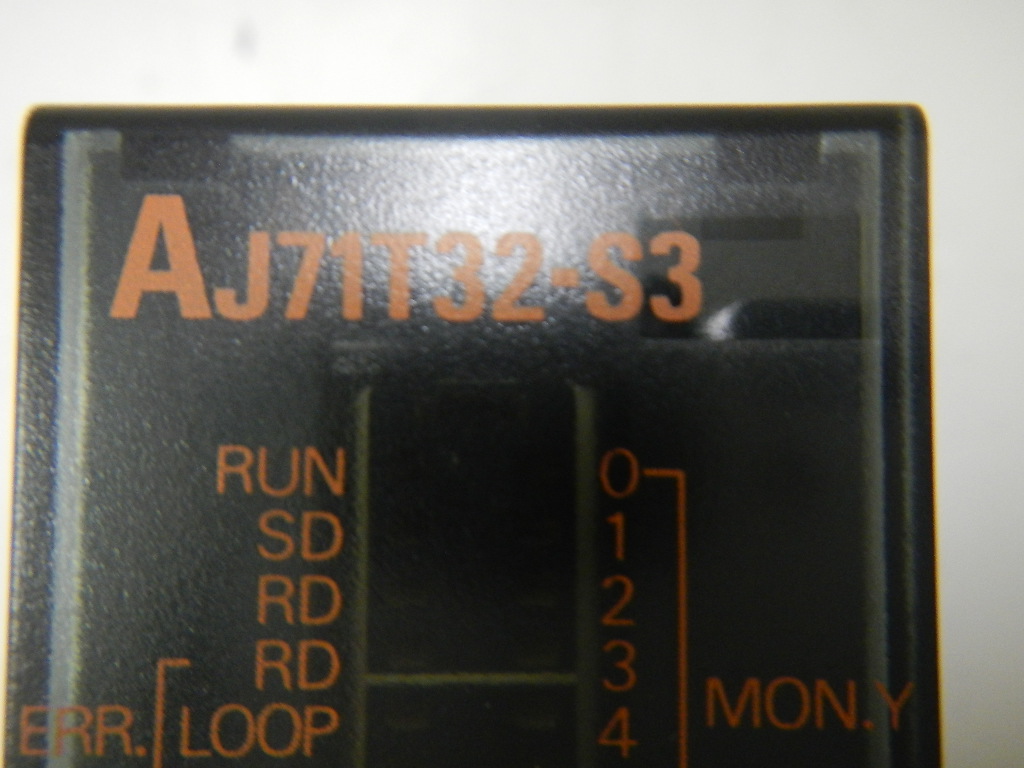 AJ71T32-S3
RUN 0
SD 1
RD 2
RD 3
MON.Y
ERR. LOOP 4